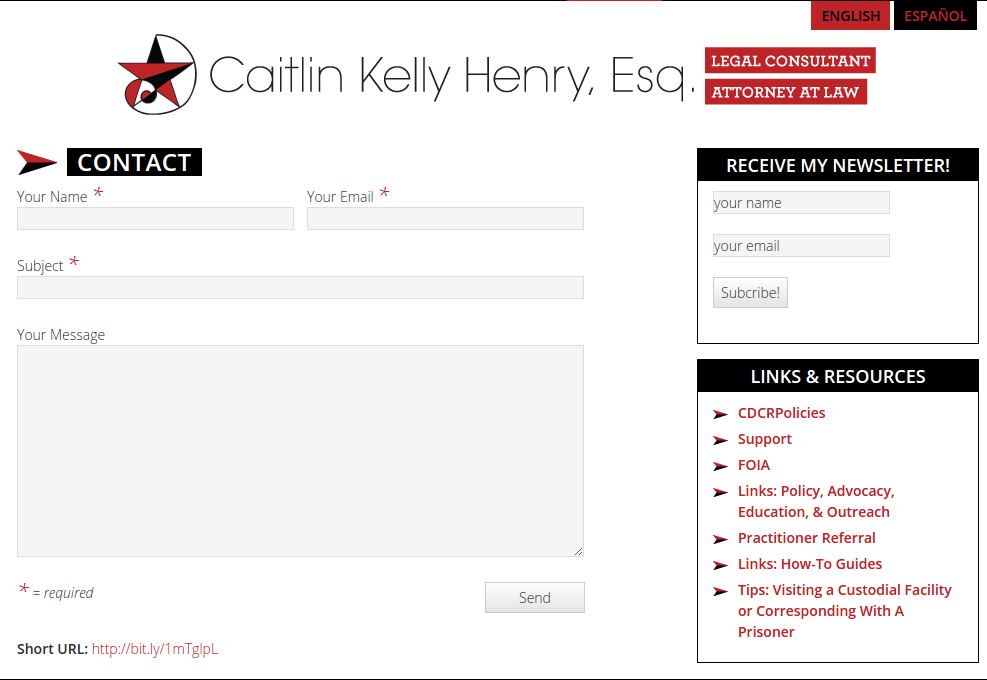 ENGLISH
ESPAÑOL
Caitlin Kelly Henry, Esq.
LEGAL CONSULTANT
ATTORNEY AT LAW
CONTACT
Your Name *
Your Email *
Subject *
Your Message
* = required
Send
Short URL: http://bit.ly/1mTglpL
RECEIVE MY NEWSLETTER!
your name
your email
Subcribe!
LINKS & RESOURCES
CDCRPolicies
Support
FOIA
Links: Policy, Advocacy,
Education, & Outreach
Practitioner Referral
Links: How-To Guides
Tips: Visiting a Custodial Facility
or Corresponding With A
Prisoner